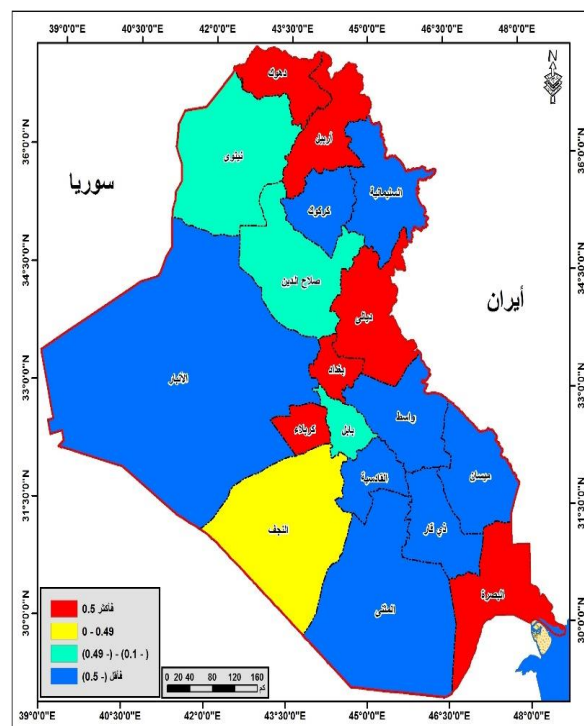 39°0'0"E 40°30'0"E 42°0'0"E 43°30'0"E 45°0'0"E 46°30'0"E 48°0'0"E
N
دهوك
أربيل
36°0'0"N 36°0'0"N
نينوى
سوريا
السليمانية
كركوك
34°30'0"N 34°30'0"N
صلاح الدين
أيران
ديالى
بغداد
33°0'0"N 33°0'0"N
الأنبار
واسط
بابل
كربلاء
القادسية
ميسان
31°30'0"N 31°30'0"N
النجف
ذي قار
المثنى
البصرة
30°0'0"N 30°0'0"N
0.5 فأكثر
0 - 0.49
(0.49 -) - (0.1 - )
فأقل (- 0.5)
0 20 40 80 120 160
كم
39°0'0"E 40°30'0"E 42°0'0"E 43°30'0"E 45°0'0"E 46°30'0"E 48°0'0"E